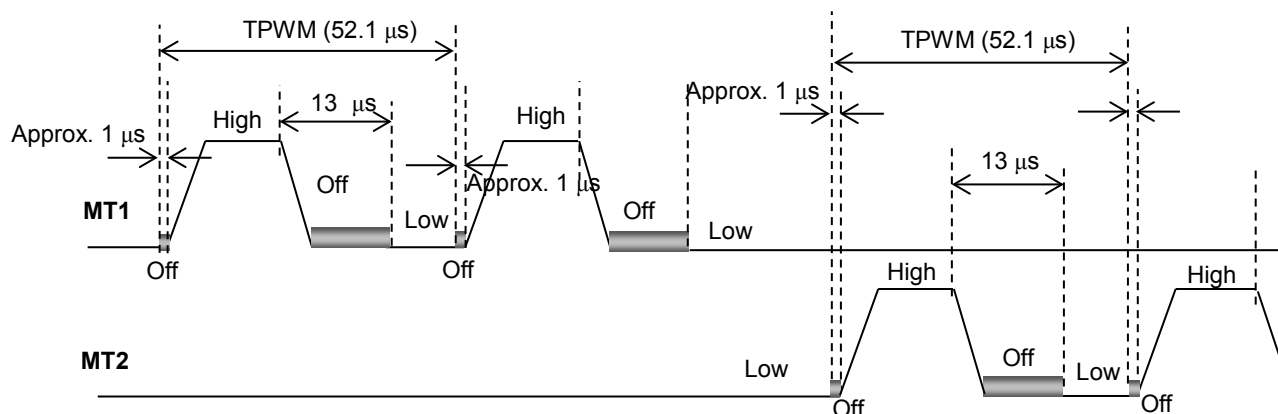 TPWM (52.1 μs)
TPWM (52.1 μs)
Approx. 1 μs
13 μs
High
High
Approx. 1 μs
Off
Approx. 1 μs
13 μs
Off
MT1
Low
Low
Off
Off
High
High
MT2
Low
Off
Low
Off
Off